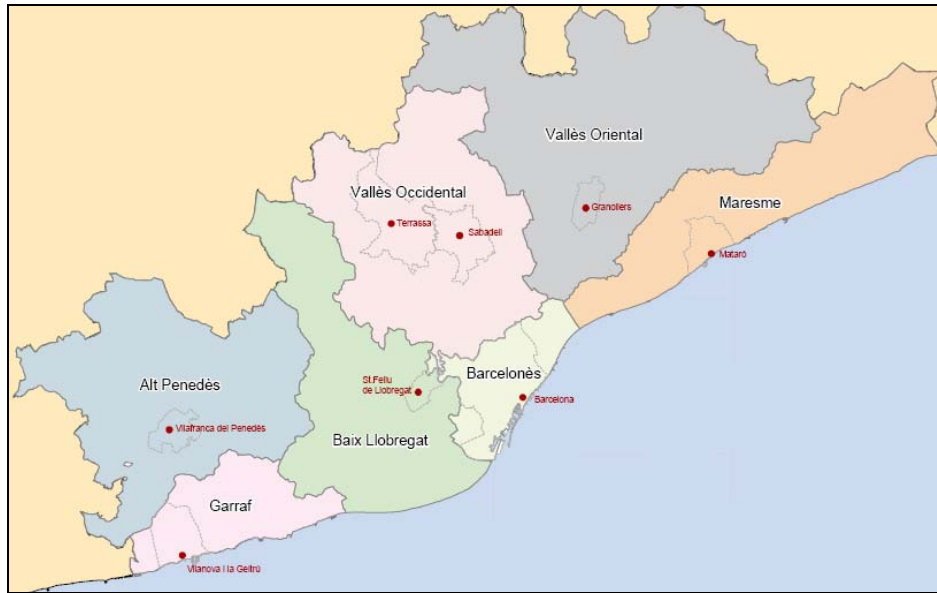 Vallès Oriental
Vallès Occidental
Maresme
Granollers
Terrassa
Sabadell
Mataró
Alt Penedès
Barcelonès
St.Feliu
de Llobregat
Barcelona
Vilafranca del Penedès
Baix Llobregat
Garraf
Vilanova i la Geltrú